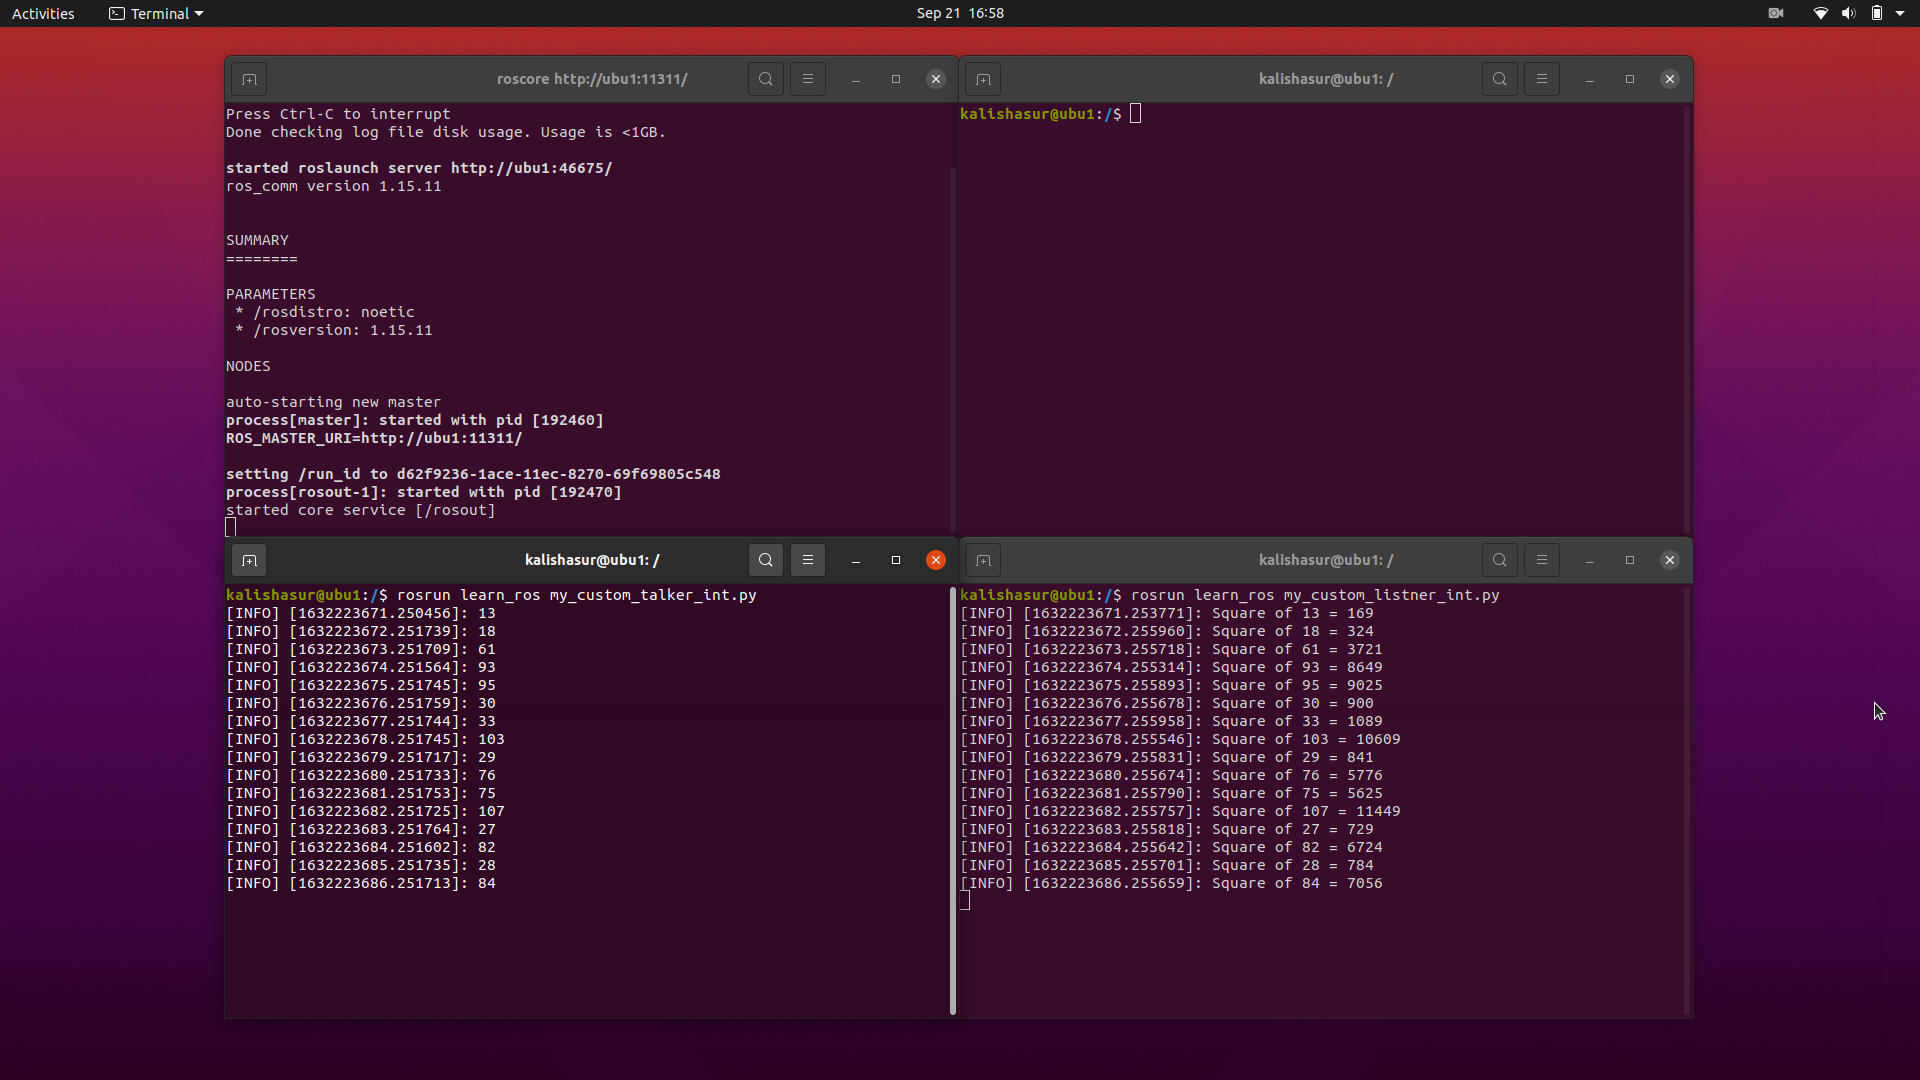 Activities
Terminal
Sep 21 16:58
roscore http://ubu1:11311/
Press Ctrl-C to interrupt
Done checking log file disk usage. Usage is <1GB.
started roslaunch server http://ubu1:46675/
ros_comm version 1.15.11
SUMMARY
========
PARAMETERS
* /rosdistro: noetic
* /rosversion: 1.15.11
NODES
auto-starting new master
process[master]: started with pid [192460]
ROS_MASTER_URI=http://ubu1:11311/
setting /run_id to d62f9236-1ace-11ec-8270-69f69805c548
process[rosout-1]: started with pid [192470]
started core service [/rosout]
kalishasur@ubu1: /
kalishasur@ubu1:/$
kalishasur@ubu1: /
kalishasur@ubu1:/$ rosrun learn_ros my_custom_talker_int.py
[INFO] [1632223671.250456]: 13
[INFO] [1632223672.251739]: 18
[INFO] [1632223673.251709]: 61
[INFO] [1632223674.251564]: 93
[INFO] [1632223675.251745]: 95
[INFO] [1632223676.251759]: 30
[INFO] [1632223677.251744]: 33
[INFO] [1632223678.251745]: 103
[INFO] [1632223679.251717]: 29
[INFO] [1632223680.251733]: 76
[INFO] [1632223681.251753]: 75
[INFO] [1632223682.251725]: 107
[INFO] [1632223683.251764]: 27
[INFO] [1632223684.251602]: 82
[INFO] [1632223685.251735]: 28
[INFO] [1632223686.251713]: 84
kalishasur@ubu1: /
kalishasur@ubu1:/$ rosrun learn_ros my_custom_listner_int.py
[INFO] [1632223671.253771]: Square of 13 = 169
[INFO] [1632223672.255960]: Square of 18 = 324
[INFO] [1632223673.255718]: Square of 61 = 3721
[INFO] [1632223674.255314]: Square of 93 = 8649
[INFO] [1632223675.255893]: Square of 95 = 9025
[INFO] [1632223676.255678]: Square of 30 = 900
[INFO] [1632223677.255958]: Square of 33 = 1089
[INFO] [1632223678.255546]: Square of 103 = 10609
[INFO] [1632223679.255831]: Square of 29 = 841
[INFO] [1632223680.255674]: Square of 76 = 5776
[INFO] [1632223681.255790]: Square of 75 = 5625
[INFO] [1632223682.255757]: Square of 107 = 11449
[INFO] [1632223683.255818]: Square of 27 = 729
[INFO] [1632223684.255642]: Square of 82 = 6724
[INFO] [1632223685.255701]: Square of 28 = 784
[INFO] [1632223686.255659]: Square of 84 = 7056